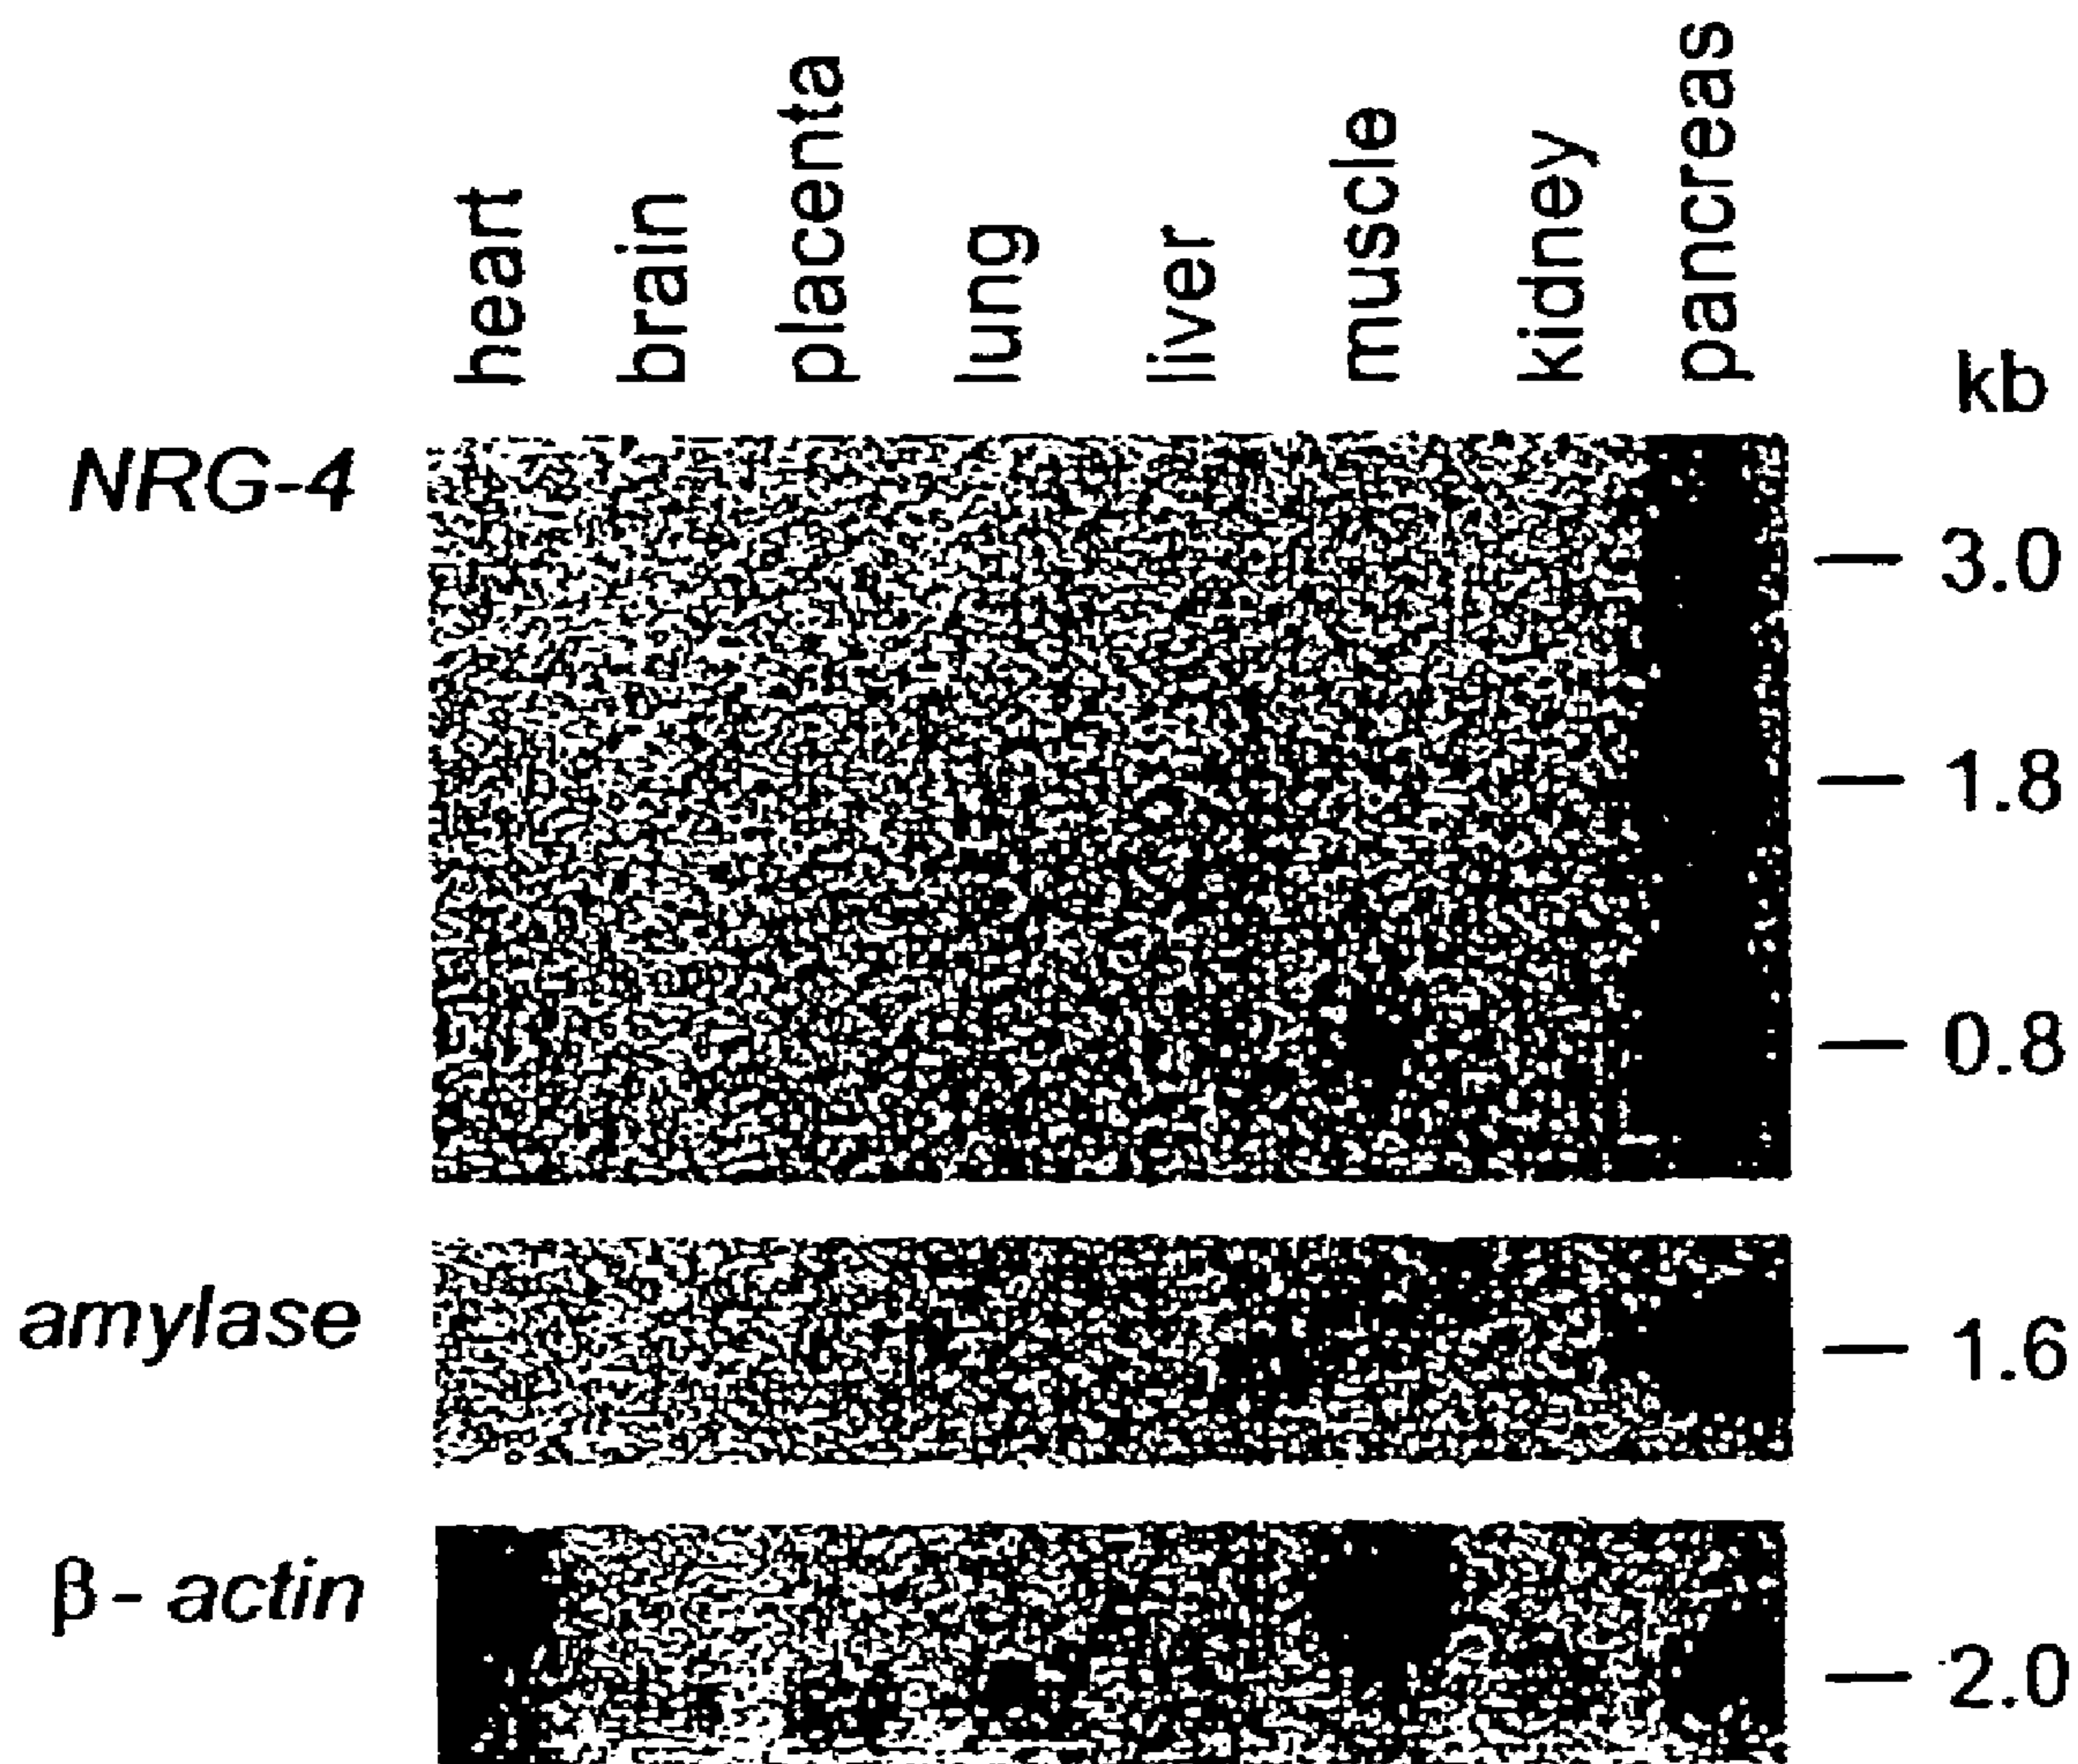 heart
brain
placenta
lung
liver
muscle
kidney
pancreas
kb
NRG-4
3.0
1.8
0.8
amylase
1.6
β- actin
2.0